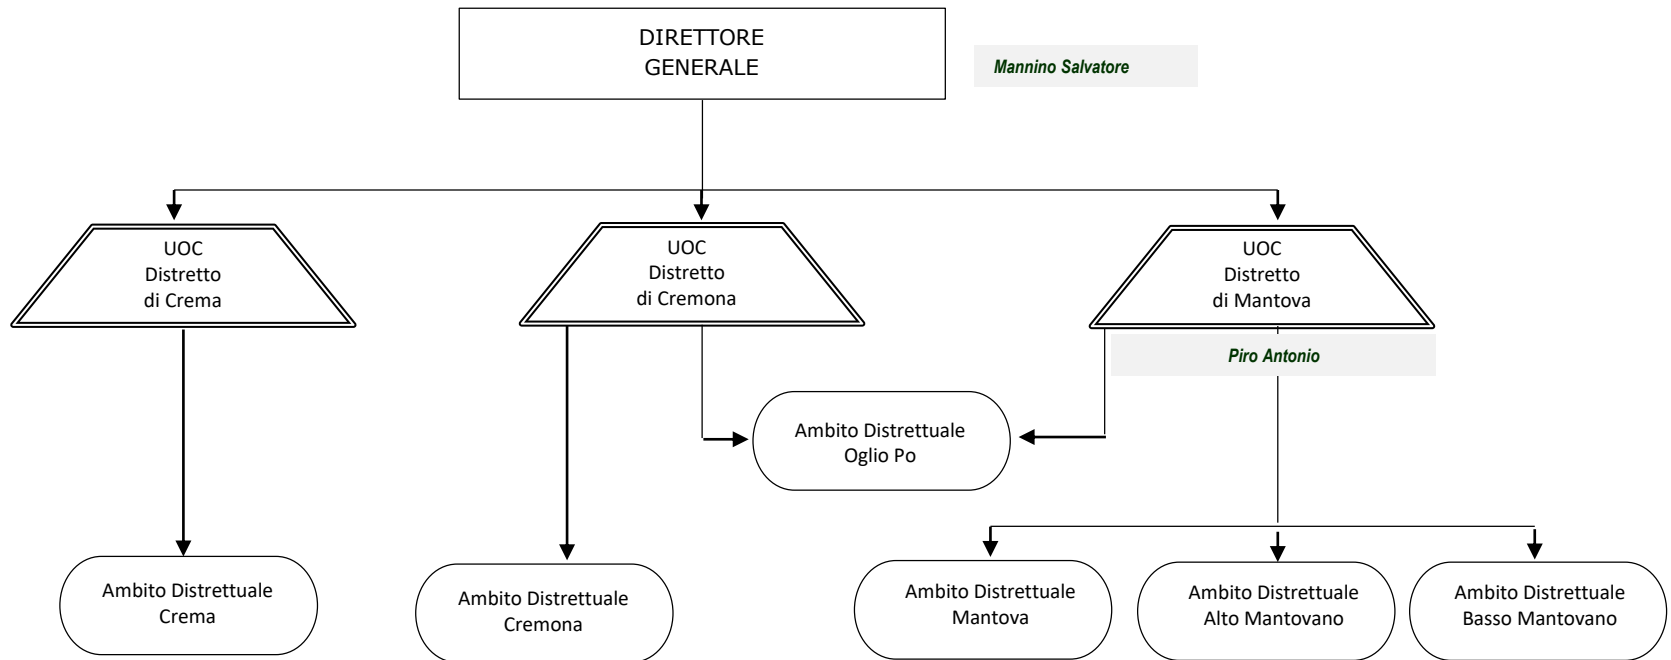 DIRETTORE
GENERALE
Mannino Salvatore
UOC
Distretto
di Crema
UOC
Distretto
di Cremona
UOC
Distretto
di Mantova
Piro Antonio
Ambito Distrettuale
Oglio Po
Ambito Distrettuale
Crema
Ambito Distrettuale
Cremona
Ambito Distrettuale
Mantova
Ambito Distrettuale
Alto Mantovano
Ambito Distrettuale
Basso Mantovano